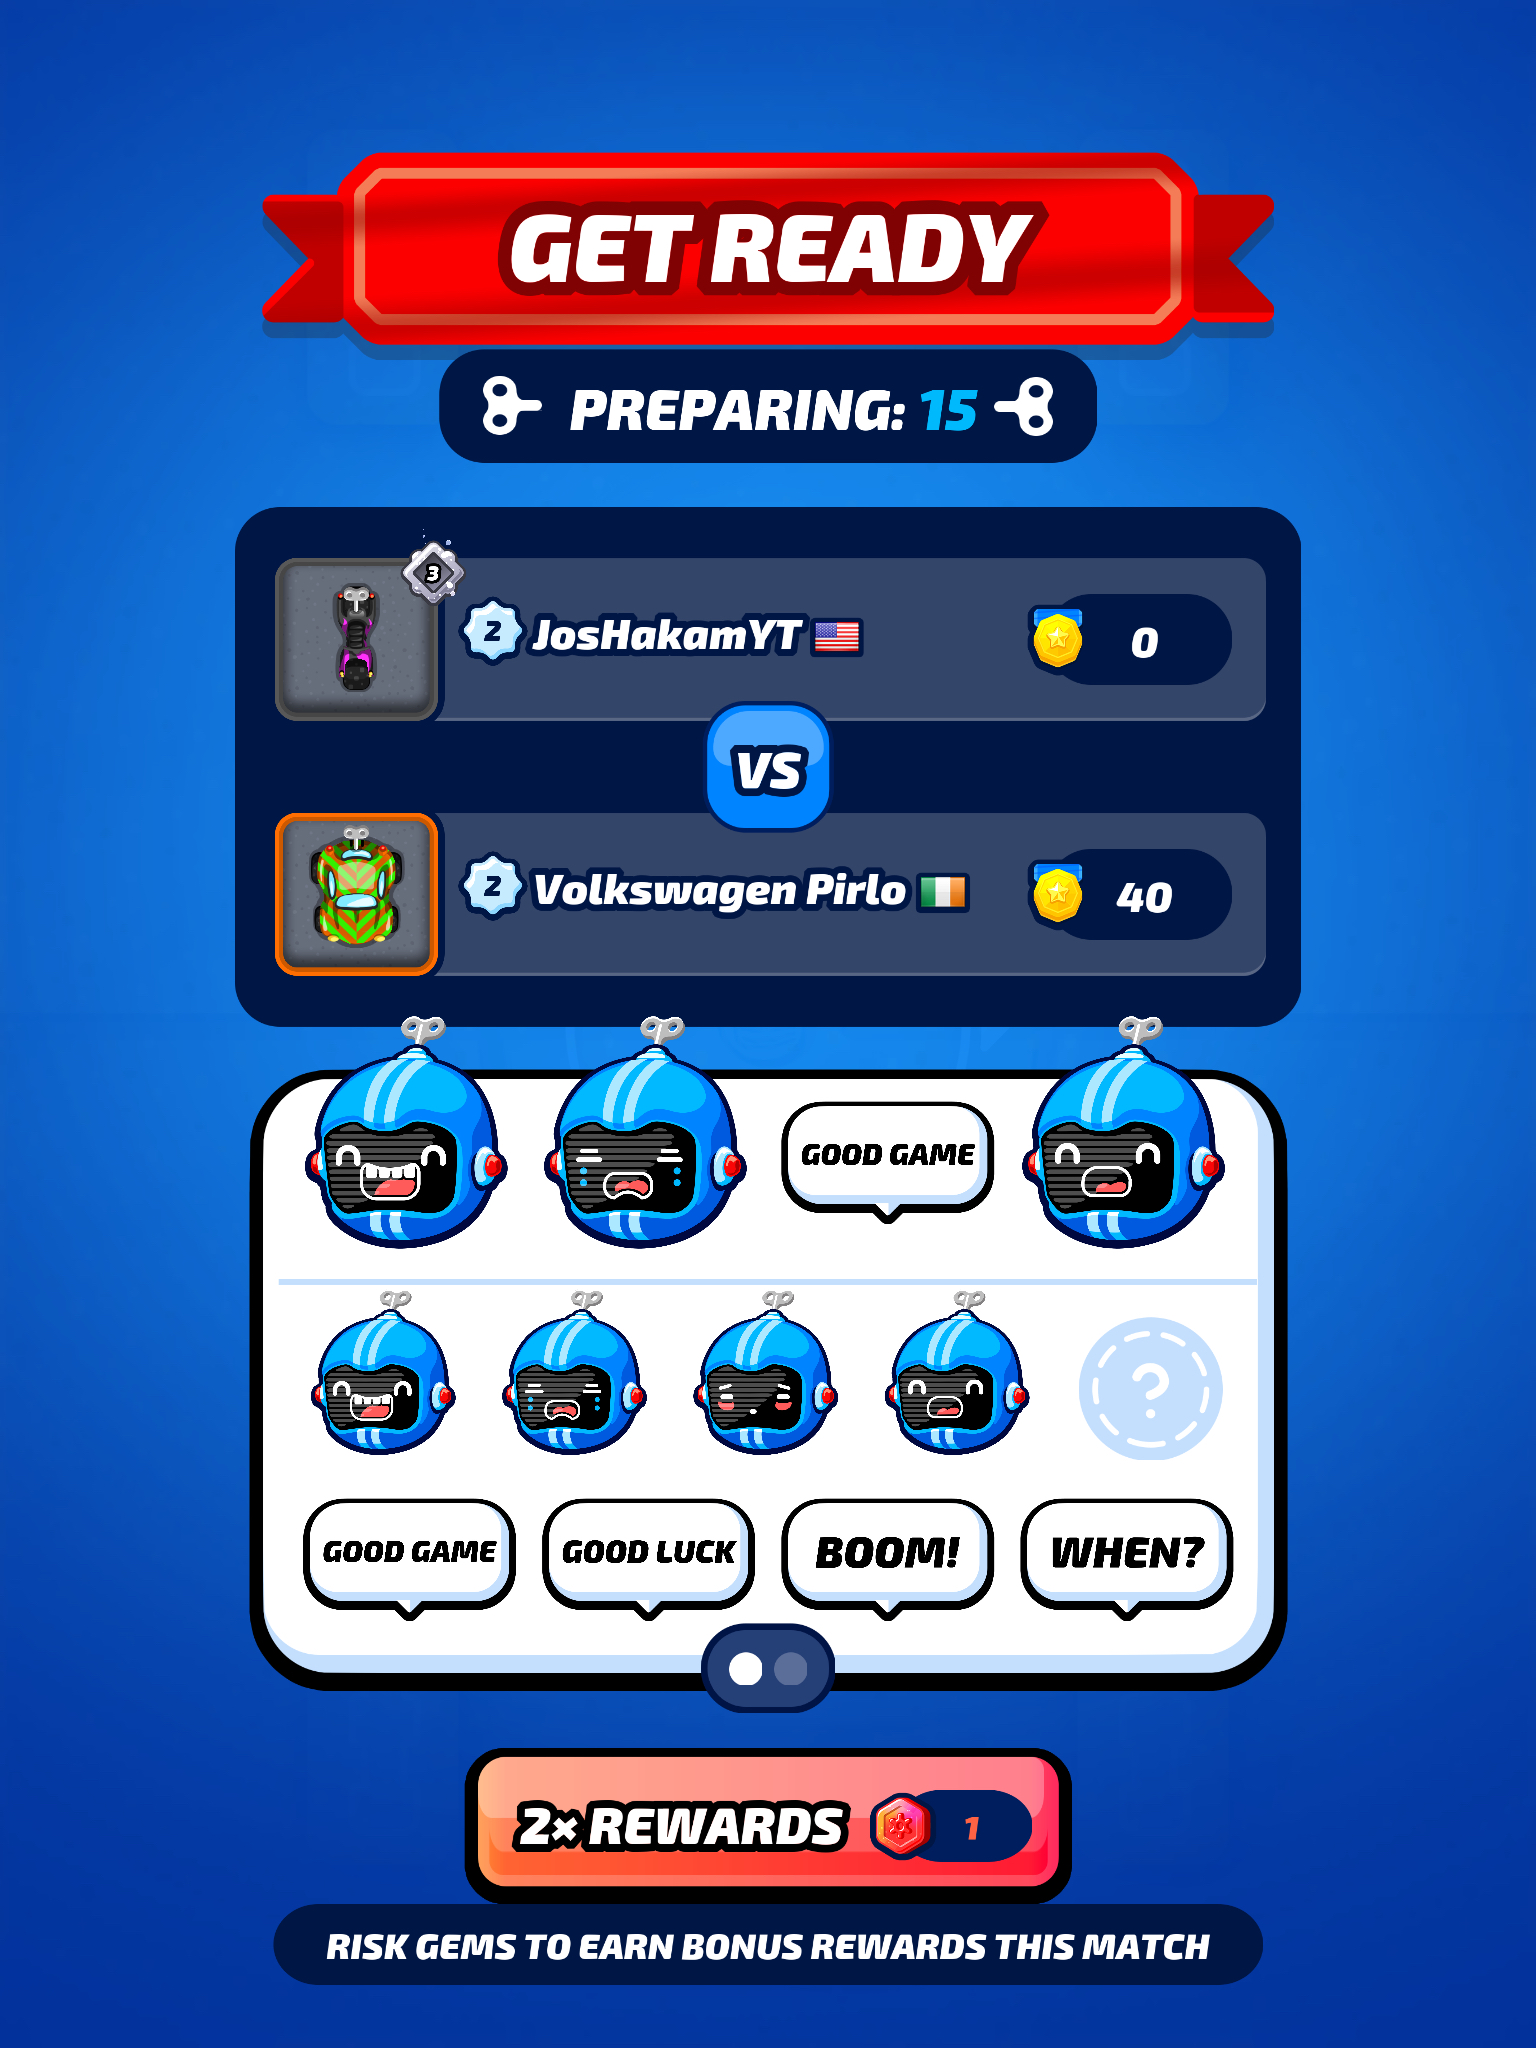 GET READY
PREPARING: 15
3
2 JosHakamYT 0
VS
2 Volkswagen Pirlo 40
GOOD GAME
?
GOOD GAME GOOD LUCK BOOM! WHEN?
2x REWARDS 1
RISK GEMS TO EARN BONUS REWARDS THIS MATCH